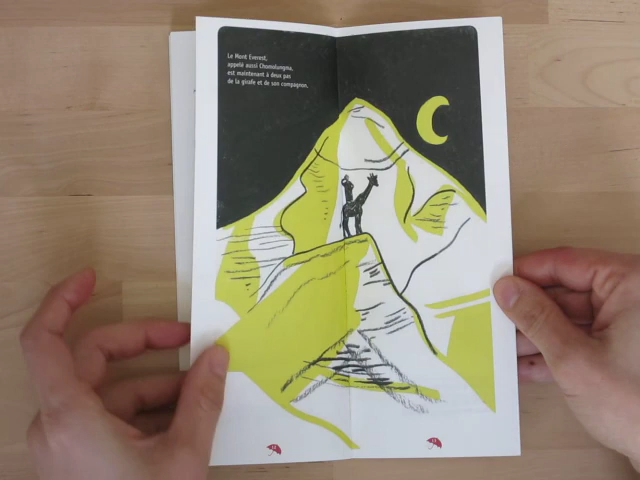 Le Mont Everest,
appelé aussi Chomolungma,
est maintenant à deux pas
de la girafe et de son compagnon.